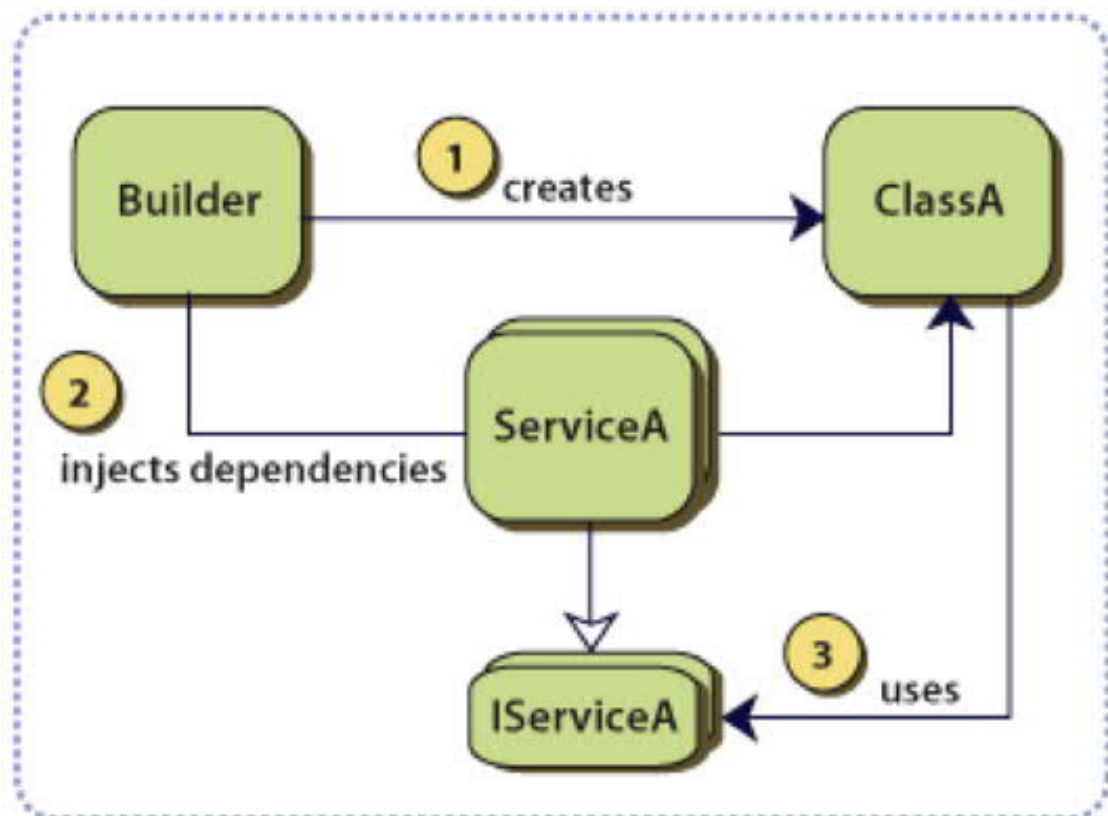 Builder
1
creates
ClassA
2
injects dependencies
ServiceA
3
uses
IServiceA